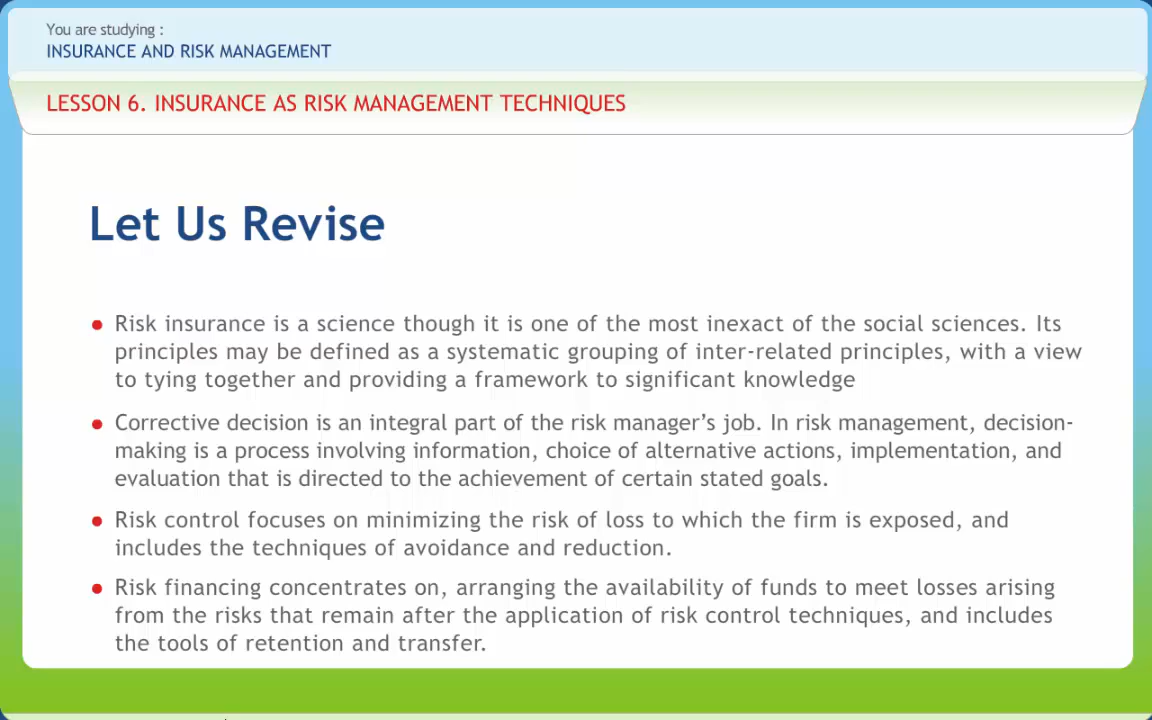 You are studying :
INSURANCE AND RISK MANAGEMENT
LESSON 6. INSURANCE AS RISK MANAGEMENT TECHNIQUES
Let Us Revise
• Risk insurance is a science though it is one of the most inexact of the social sciences. Its
principles may be defined as a systematic grouping of inter-related principles, with a view
to tying together and providing a framework to significant knowledge
• Corrective decision is an integral part of the risk manager’s job. In risk management, decision-
making is a process involving information, choice of alternative actions, implementation, and
evaluation that is directed to the achievement of certain stated goals.
• Risk control focuses on minimizing the risk of loss to which the firm is exposed, and
includes the techniques of avoidance and reduction.
• Risk financing concentrates on, arranging the availability of funds to meet losses arising
from the risks that remain after the application of risk control techniques, and includes
the tools of retention and transfer.